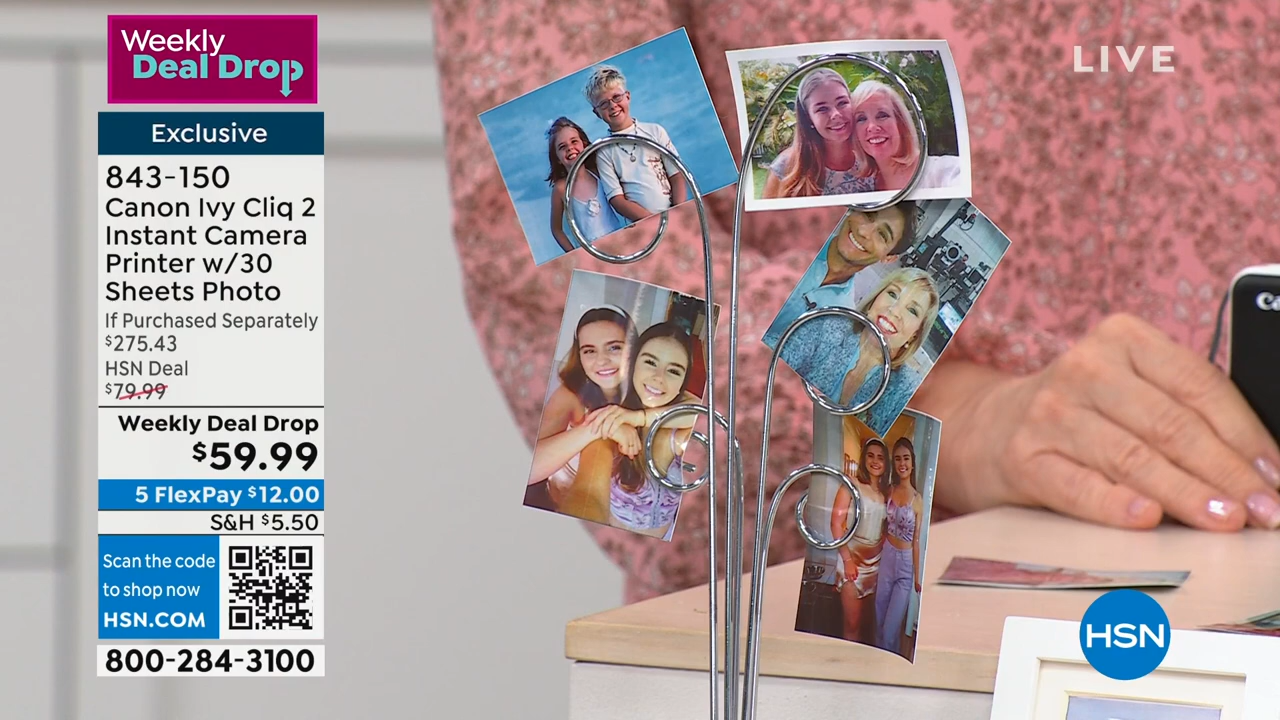 Weekly
Deal Drop
Exclusive
843-150
Canon Ivy Cliq 2
Instant Camera
Printer w/30
Sheets Photo
If Purchased Separately
$275.43
HSN Deal
$79.99
Weekly Deal Drop
$59.99
5 FlexPay $12.00
S&H $5.50
Scan the code
to shop now
HSN.COM
800-284-3100
LIVE
HSN